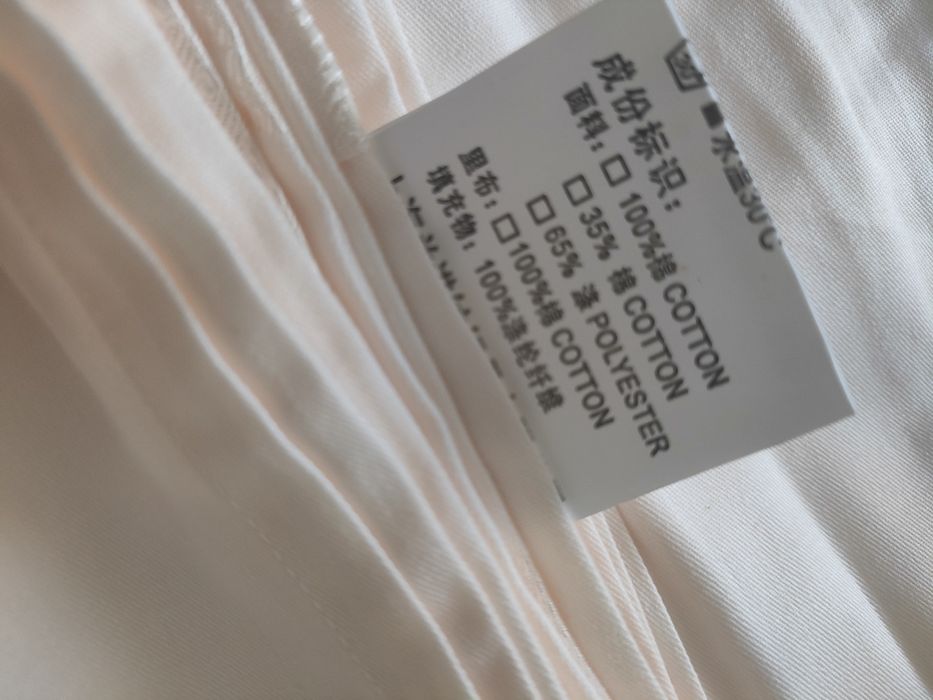 水温30℃
成份标识：
面料：□ 100%棉 COTTON
□ 35% 棉 COTTON
□ 65% 涤 POLYESTER
里布：□100%棉 COTTON
填充物：100%涤纶纤维